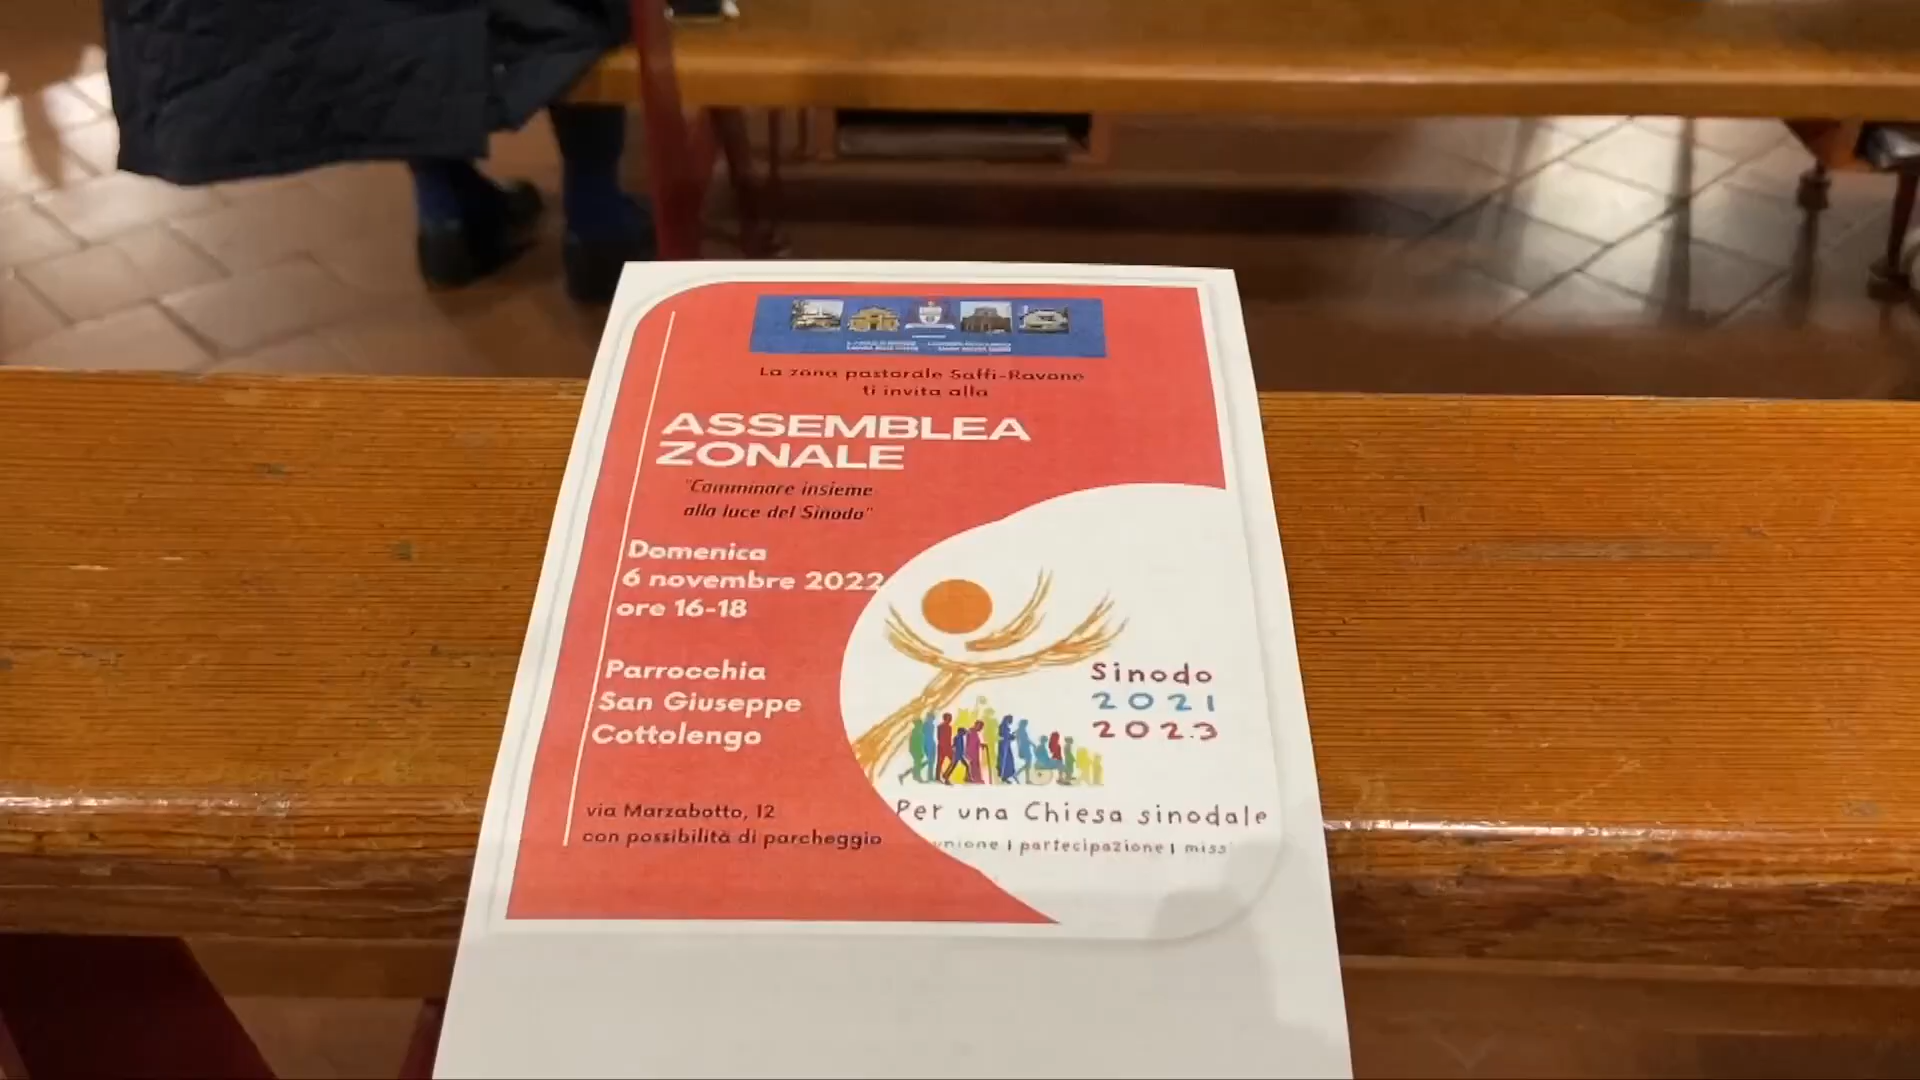 La zona pastorale Saffi-Ravone
ti invita alla
ASSEMBLEA
ZONALE
"Camminare insieme
alla luce del Sinodo"
Domenica
6 novembre 2022
ore 16-18
Parrocchia
San Giuseppe
Cottolengo
via Marzabotto, 12
con possibilità di parcheggio
Sinodo
2021
2023
Per una Chiesa sinodale
unione | partecipazione | miss